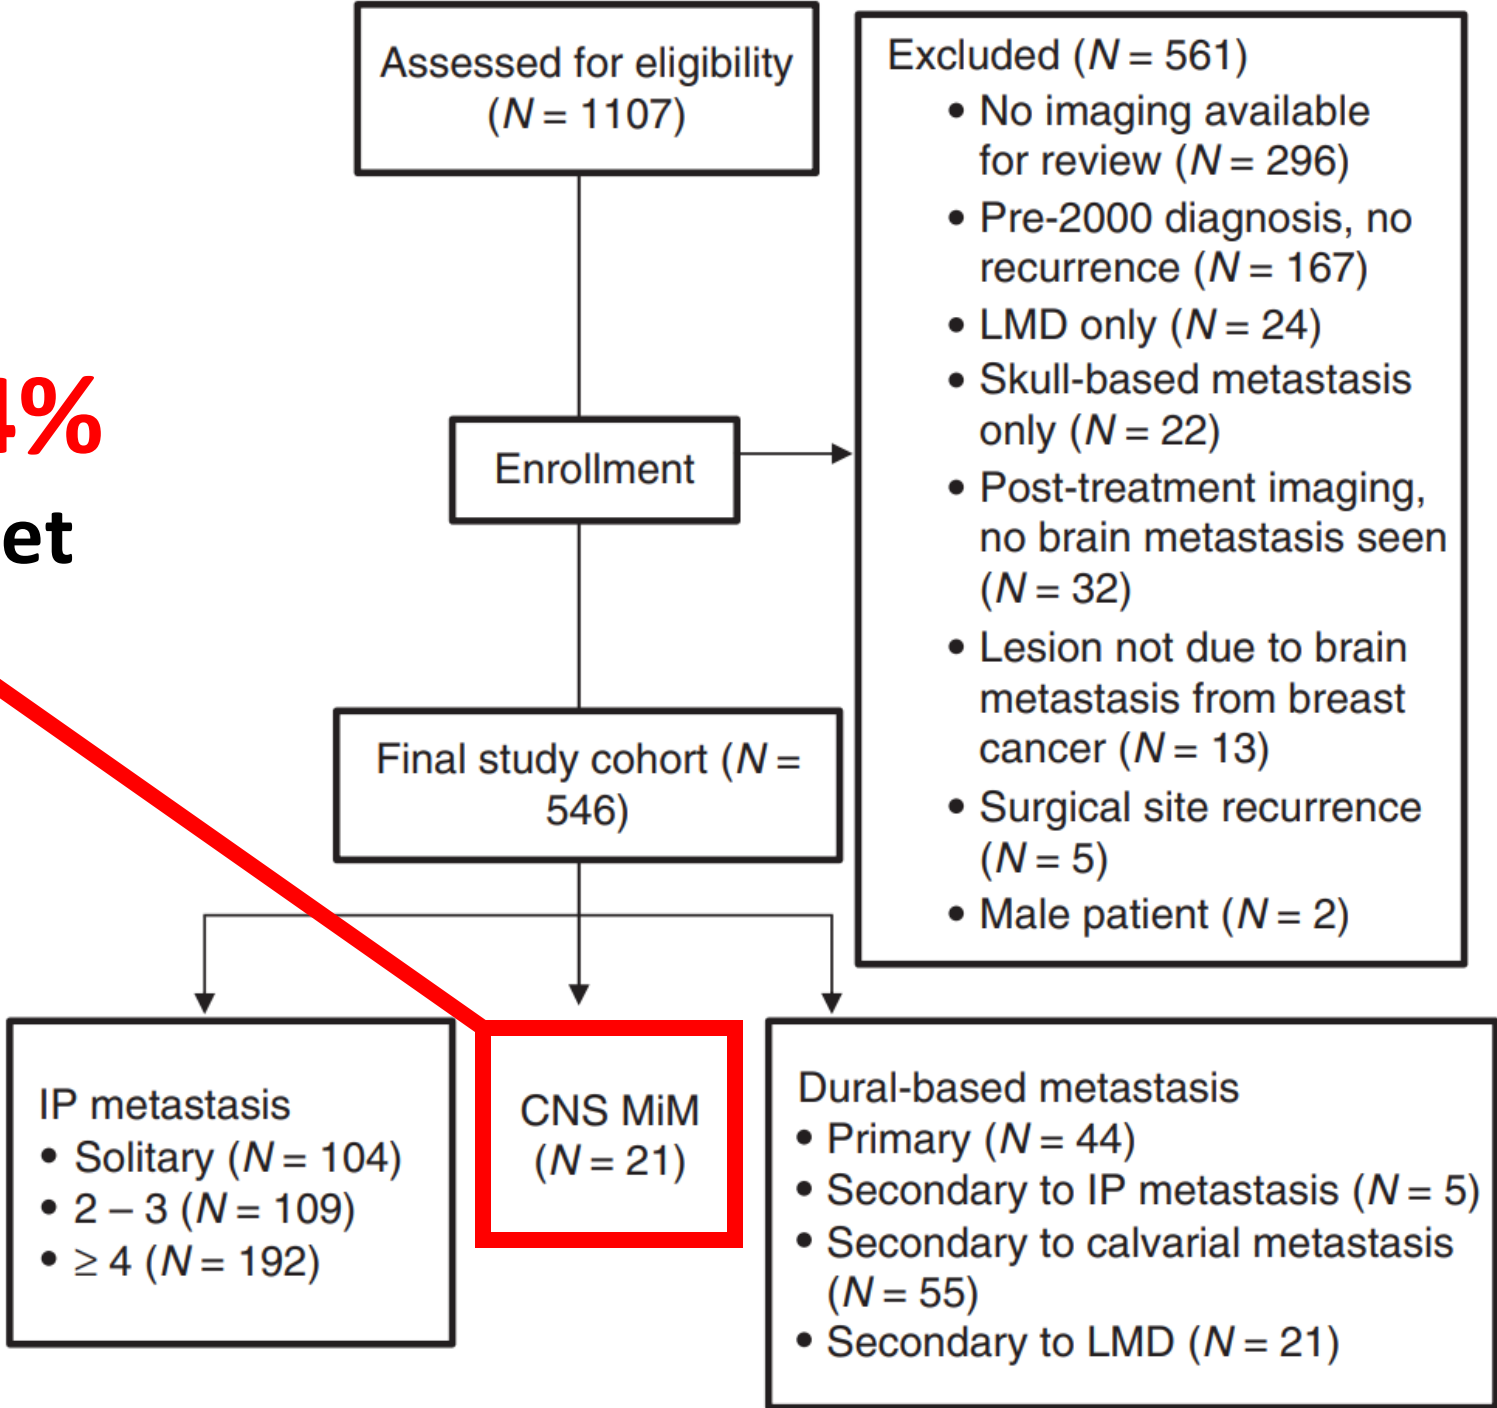 Assessed for eligibility
(N = 1107)
Excluded (N = 561)
• No imaging available
for review (N = 296)
• Pre-2000 diagnosis, no
recurrence (N = 167)
• LMD only (N = 24)
• Skull-based metastasis
only (N = 22)
• Post-treatment imaging,
no brain metastasis seen
(N = 32)
• Lesion not due to brain
metastasis from breast
cancer (N = 13)
• Surgical site recurrence
(N = 5)
• Male patient (N = 2)
4%
et
Enrollment
Final study cohort (N =
546)
IP metastasis
• Solitary (N = 104)
• 2 – 3 (N = 109)
• ≥ 4 (N = 192)
CNS MiM
(N = 21)
Dural-based metastasis
• Primary (N = 44)
• Secondary to IP metastasis (N = 5)
• Secondary to calvarial metastasis
(N = 55)
• Secondary to LMD (N = 21)